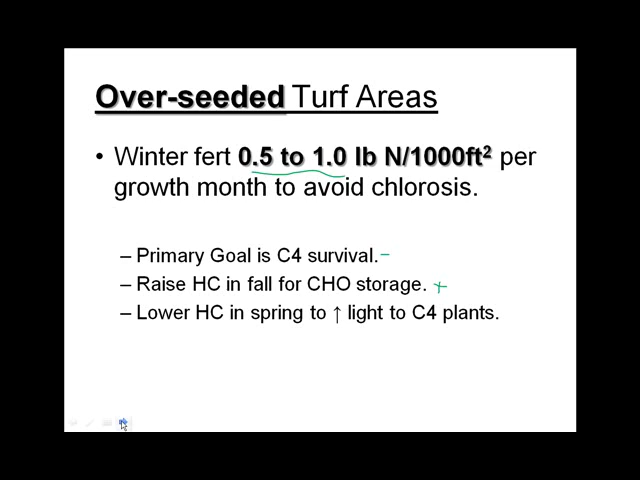 Over-seeded Turf Areas
• Winter fert 0.5 to 1.0 lb N/1000ft² per
growth month to avoid chlorosis.
– Primary Goal is C4 survival.
– Raise HC in fall for CHO storage. +
– Lower HC in spring to ↑ light to C4 plants.